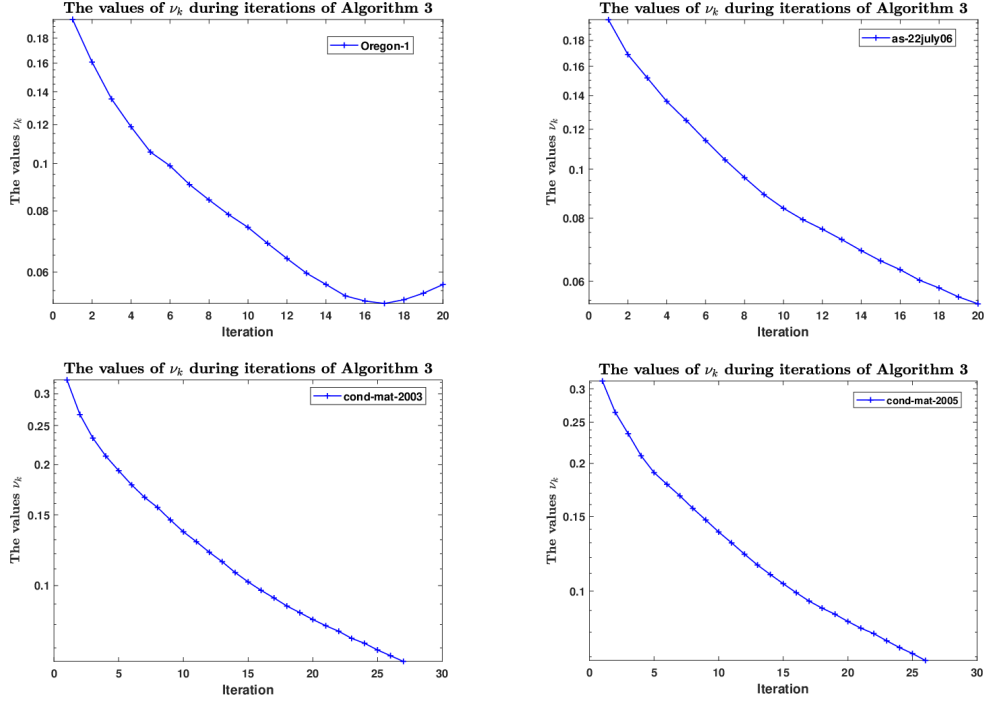 The values of νₖ during iterations of Algorithm 3
Oregon-1
The values νₖ
0.18
0.16
0.14
0.12
0.1
0.08
0.06
0 2 4 6 8 10 12 14 16 18 20
Iteration
The values of νₖ during iterations of Algorithm 3
as-22july06
The values νₖ
0.18
0.16
0.14
0.12
0.1
0.08
0.06
0 2 4 6 8 10 12 14 16 18 20
Iteration
The values of νₖ during iterations of Algorithm 3
cond-mat-2003
The values νₖ
0.3
0.25
0.2
0.15
0.1
0 5 10 15 20 25 30
Iteration
The values of νₖ during iterations of Algorithm 3
cond-mat-2005
The values νₖ
0.3
0.25
0.2
0.15
0.1
0 5 10 15 20 25 30
Iteration